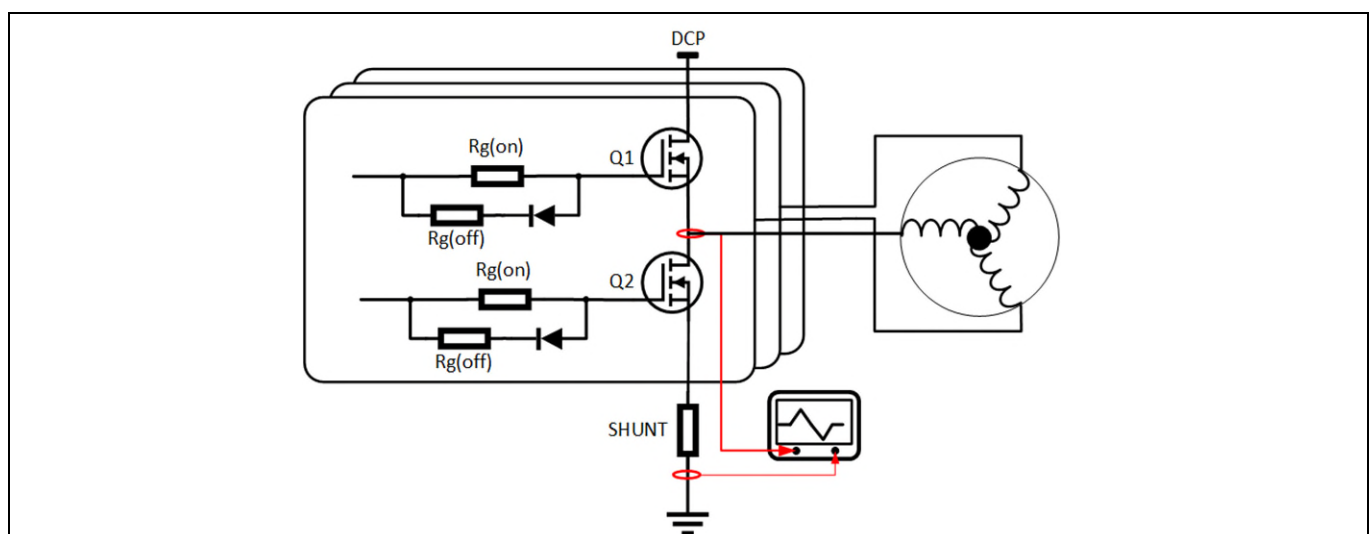 DCP
Rg(on)
Q1
Rg(off)
Rg(on)
Q2
Rg(off)
SHUNT